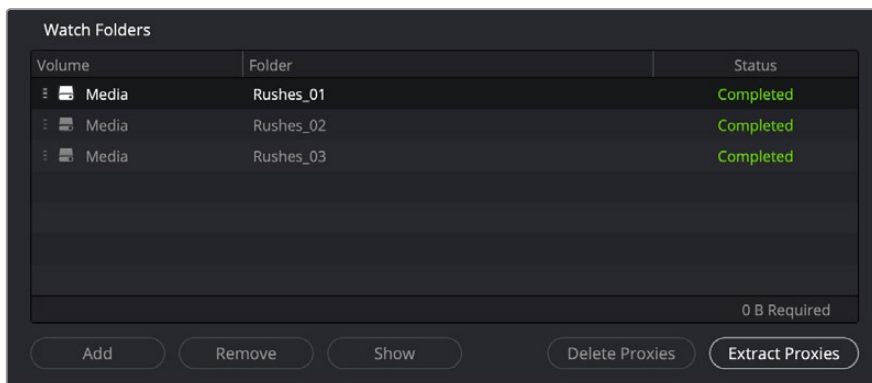 Watch Folders
Volume Folder Status
Media Rushes_01 Completed
Media Rushes_02 Completed
Media Rushes_03 Completed
0 B Required
Add Remove Show Delete Proxies Extract Proxies